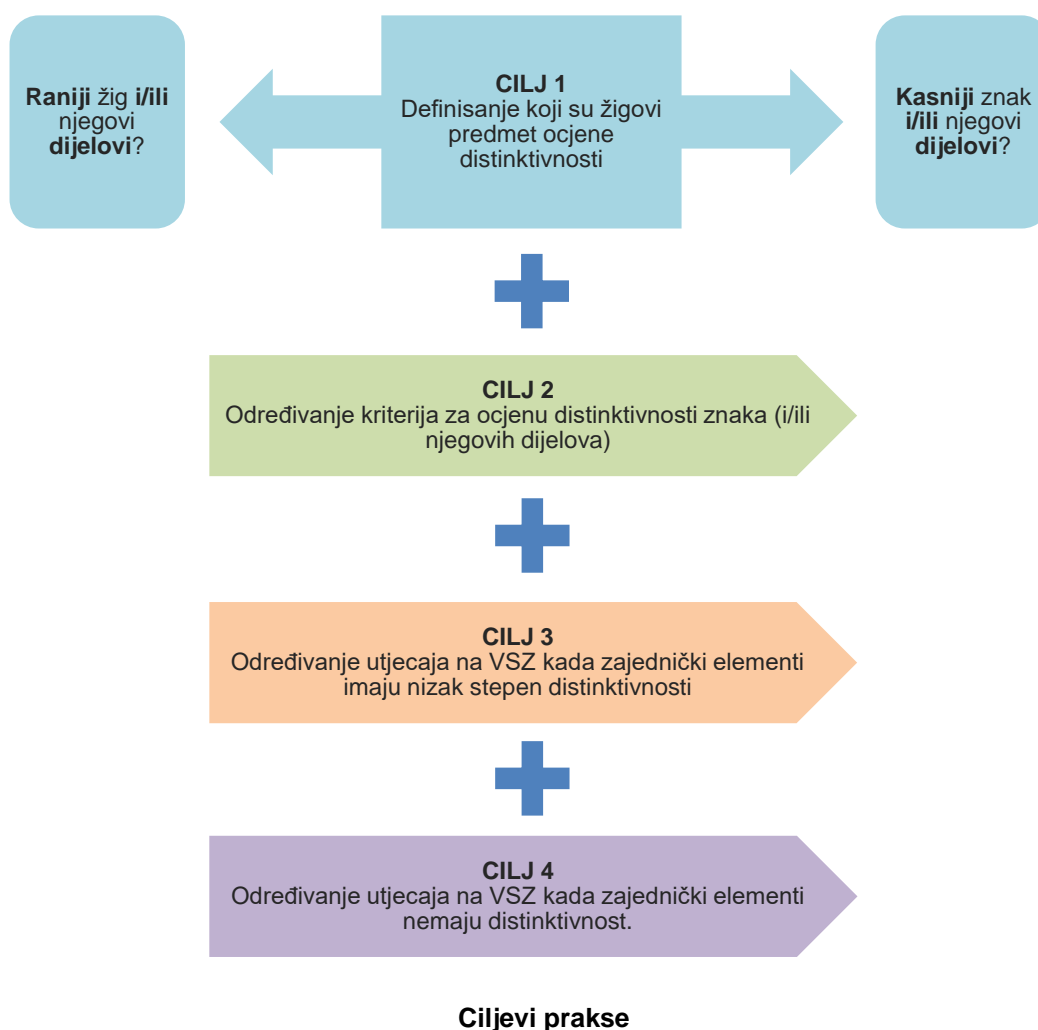 Raniji žig i/ili
njegovi
dijelovi?
CILJ 1
Definisanje koji su žigovi
predmet ocjene
distinktivnosti
Kasniji znak
i/ili njegovi
dijelovi?
CILJ 2
Određivanje kriterija za ocjenu distinktivnosti znaka (i/ili
njegovih dijelova)
CILJ 3
Određivanje utjecaja na VSZ kada zajednički elementi
imaju nizak stepen distinktivnosti
CILJ 4
Određivanje utjecaja na VSZ kada zajednički elementi
nemaju distinktivnost.
Ciljevi prakse